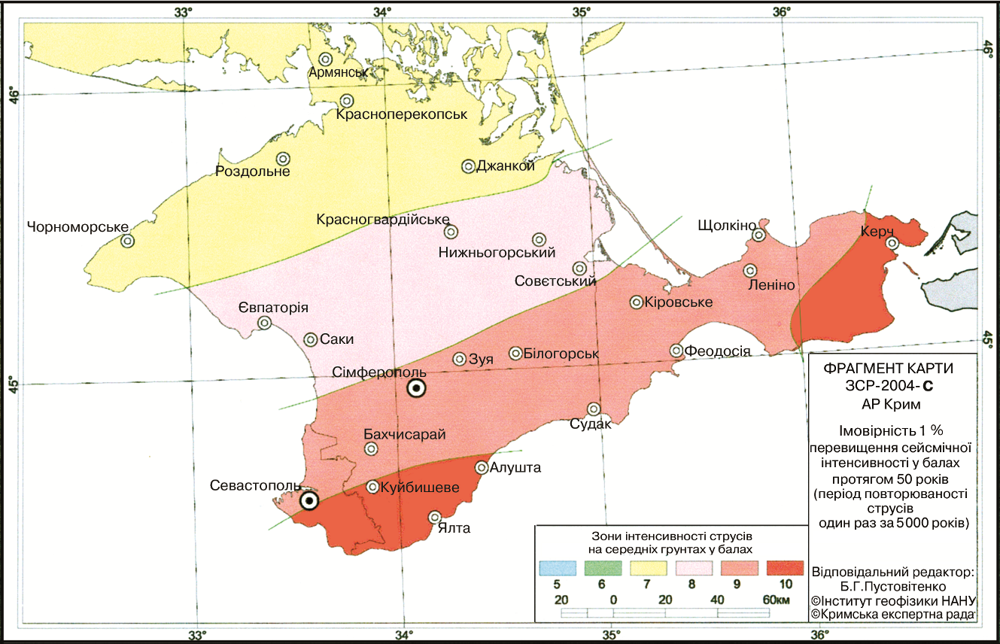 33° 34° 35° 36°
46°
46°
Армянськ
Красноперекопськ
Роздольне
Джанкой
Чорноморське
Красногвардійське
Нижньогорський
Щолкіно
Керч
Совєтський
Леніно
Євпаторія
Кіровське
Саки
Зуя
Білогорськ
Феодосія
45°
45°
Сімферополь
Судак
Бахчисарай
Севастополь
Куйбишеве
Алушта
Ялта
ФРАГМЕНТ КАРТИ
ЗСР-2004-С
АР Крим
Імовірність 1 %
перевищення сейсмічної
інтенсивності у балах
протягом 50 років
(період повторюваності
струсів
один раз за 5000 років)
Відповідальний редактор:
Б.Г.Пустовітенко
©Інститут геофізики НАНУ
©Кримська експертна рада
Зони інтенсивності струсів
на середніх грунтах у балах
5 6 7 8 9 10
20 0 20 40 60км
33° 34° 35° 36°